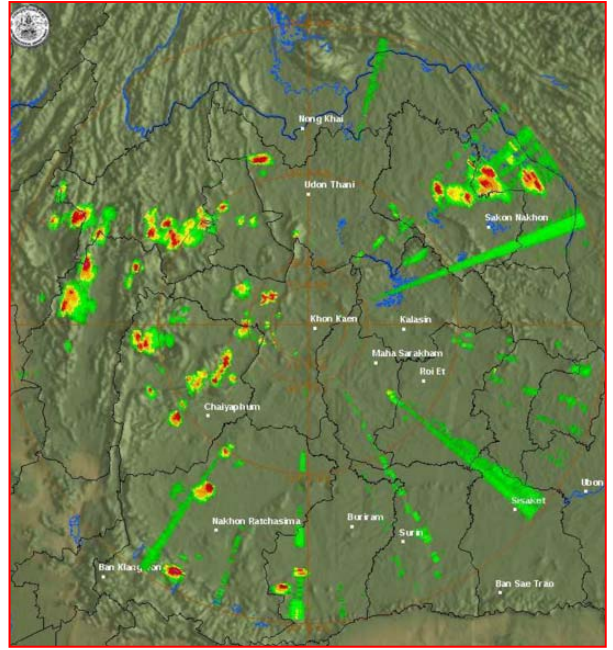 Nong Khai
Udon Thani
Sakon Nakhon
Khon Kaen
Kalasin
Maha Sarakham
Roi Et
Chaiyaphum
Ubon
Sisaket
Buriram
Nakhon Ratchasima
Surin
Ban Sae Trao